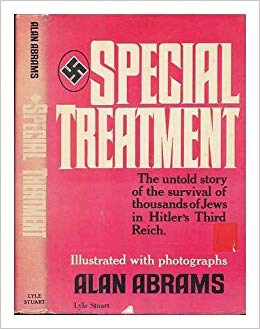 ALAN ABRAMS
SPECIAL TREATMENT
LYLE
STUART
SPECIAL
TREATMENT
The untold story
of the survival of
thousands of Jews
in Hitler's Third
Reich.
Illustrated with photographs
ALAN ABRAMS
Lyle Stuart